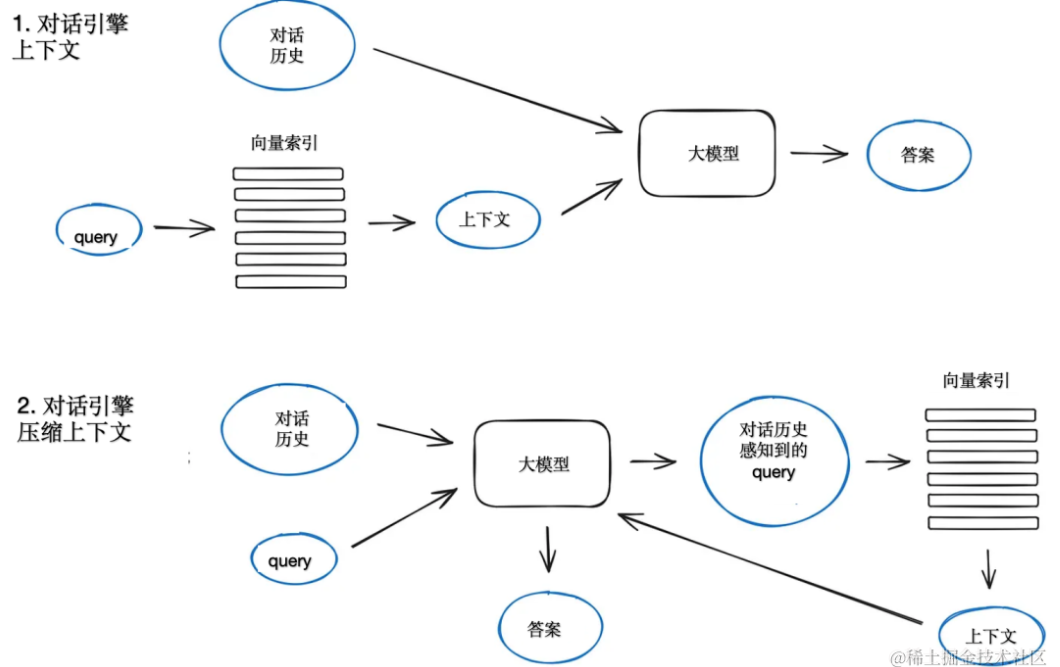 1. 对话引擎
上下文
对话
历史
向量索引
query
上下文
大模型
答案
2. 对话引擎
压缩上下文
;
对话
历史
query
大模型
答案
对话历史
感知到的
query
向量索引
上下文
@稀土掘金技术社区